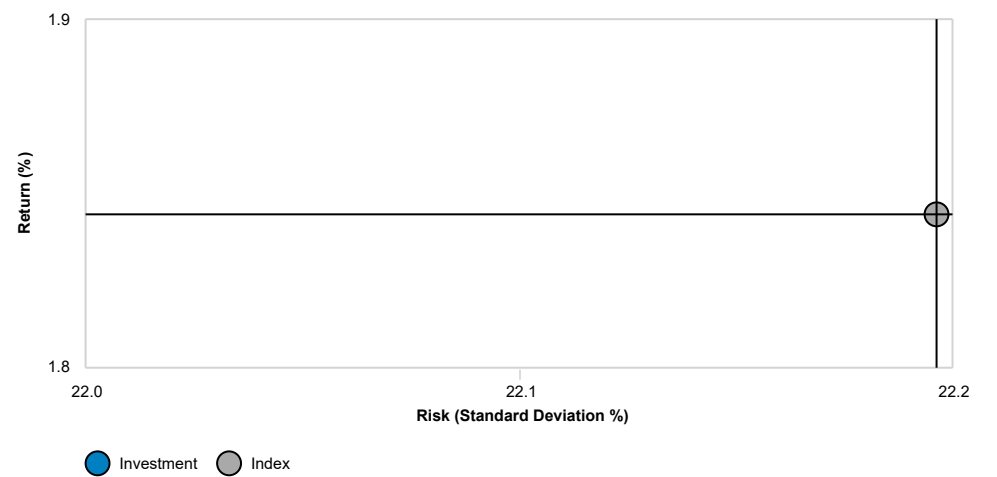 1.9
Return (%)
1.8
22.0 22.1 22.2
Risk (Standard Deviation %)
Investment Index